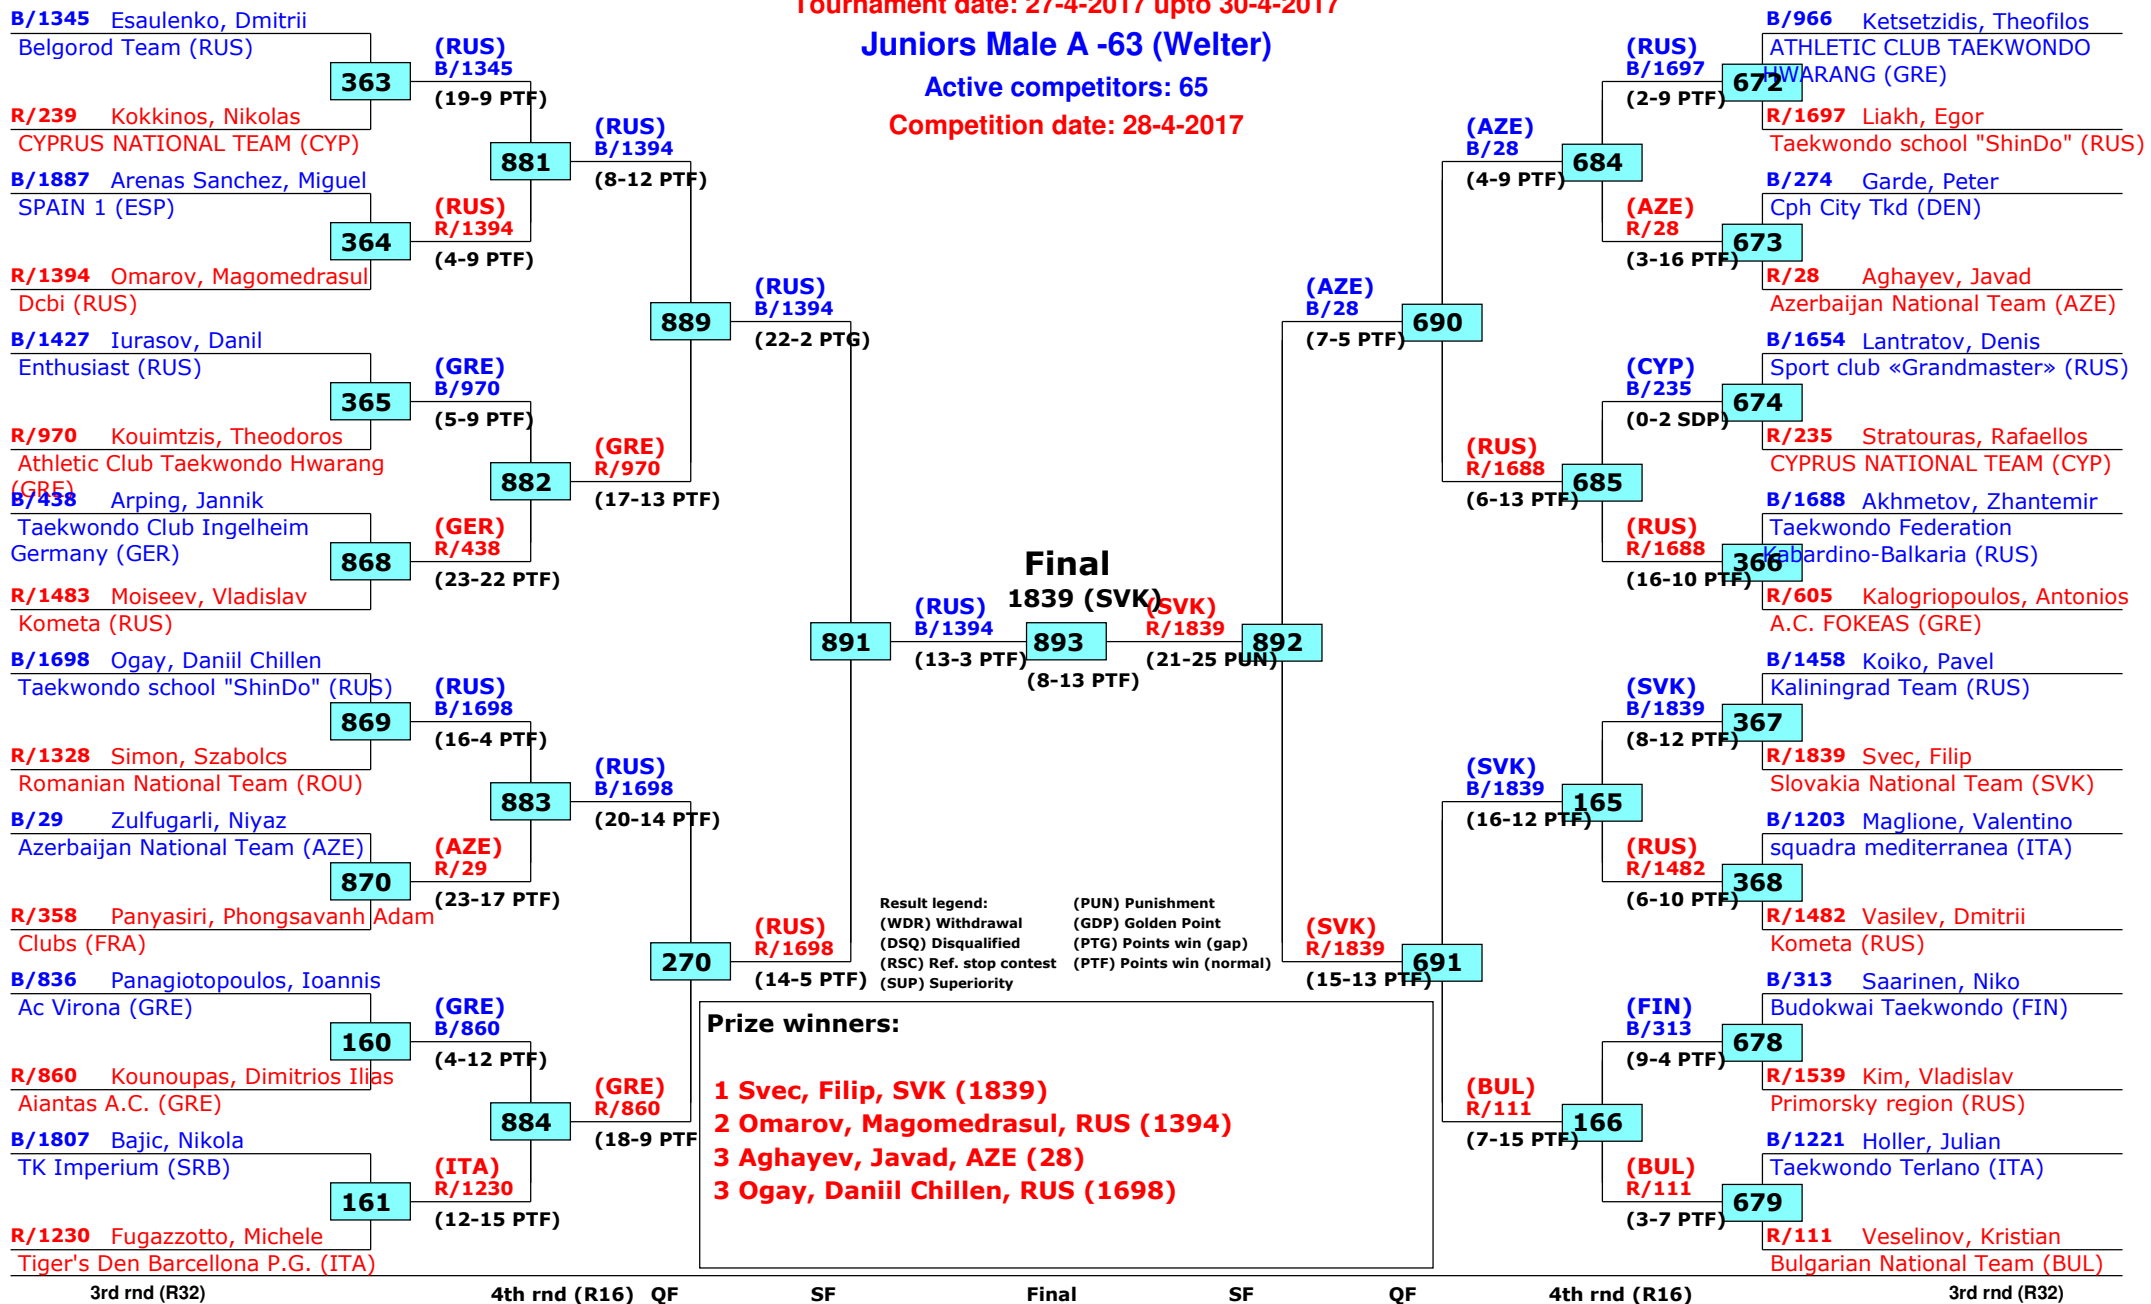 Tournament date: 27-4-2017 upto 30-4-2017
Juniors Male A -63 (Welter)
Active competitors: 65
Competition date: 28-4-2017
B/1345 Esaulenko, Dmitrii
Belgorod Team (RUS)
363
R/239 Kokkinos, Nikolas
CYPRUS NATIONAL TEAM (CYP)
B/1887 Arenas Sanchez, Miguel
SPAIN 1 (ESP)
364
R/1394 Omarov, Magomedrasul
Dcbi (RUS)
B/1427 Iurasov, Danil
Enthusiast (RUS)
365
R/970 Kouimtzis, Theodoros
Athletic Club Taekwondo Hwarang
(GRE)
B/438 Arping, Jannik
Taekwondo Club Ingelheim
Germany (GER)
868
R/1483 Moiseev, Vladislav
Kometa (RUS)
B/1698 Ogay, Daniil Chillen
Taekwondo school "ShinDo" (RUS)
869
R/1328 Simon, Szabolcs
Romanian National Team (ROU)
B/29 Zulfugarli, Niyaz
Azerbaijan National Team (AZE)
870
R/358 Panyasiri, Phongsavanh Adam
Clubs (FRA)
B/836 Panagiotopoulos, Ioannis
Ac Virona (GRE)
160
R/860 Kounoupas, Dimitrios Ilias
Aiantas A.C. (GRE)
B/1807 Bajic, Nikola
TK Imperium (SRB)
161
R/1230 Fugazzotto, Michele
Tiger's Den Barcellona P.G. (ITA)
(RUS)
B/1345
(19-9 PTF)
881
(RUS)
R/1394
(4-9 PTF)
(GRE)
B/970
(5-9 PTF)
882
(GER)
R/438
(23-22 PTF)
(RUS)
B/1698
(16-4 PTF)
883
(AZE)
R/29
(23-17 PTF)
(GRE)
B/860
(4-12 PTF)
884
(ITA)
R/1230
(12-15 PTF)
(RUS)
B/1394
(8-12 PTF)
889
(GRE)
R/970
(17-13 PTF)
(RUS)
B/1698
(20-14 PTF)
270
(GRE)
R/860
(18-9 PTF
(RUS)
B/1394
(22-2 PTG)
891
(RUS)
R/1698
(14-5 PTF)
(RUS)
B/1394
(13-3 PTF)
Final
1839 (SVK)
893
(8-13 PTF)
(SVK)
R/1839
(21-25 PUN)
892
(AZE)
B/28
(7-5 PTF)
690
(SVK)
R/1839
(15-13 PTF)
691
(AZE)
B/28
(4-9 PTF)
684
(RUS)
R/1688
(6-13 PTF)
685
(SVK)
B/1839
(16-12 PTF)
165
(BUL)
R/111
(7-15 PTF)
166
(RUS)
B/1697
(2-9 PTF)
(AZE)
R/28
(3-16 PTF)
(CYP)
B/235
(0-2 SDP)
(RUS)
R/1688
(16-10 PTF)
(SVK)
B/1839
(8-12 PTF)
(RUS)
R/1482
(6-10 PTF)
(FIN)
B/313
(9-4 PTF)
(BUL)
R/111
(3-7 PTF)
B/966 Ketsetzidis, Theofilos
ATHLETIC CLUB TAEKWONDO
HWARANG (GRE)
672
R/1697 Liakh, Egor
Taekwondo school "ShinDo" (RUS)
B/274 Garde, Peter
Cph City Tkd (DEN)
673
R/28 Aghayev, Javad
Azerbaijan National Team (AZE)
B/1654 Lantratov, Denis
Sport club «Grandmaster» (RUS)
674
R/235 Stratouras, Rafaellos
CYPRUS NATIONAL TEAM (CYP)
B/1688 Akhmetov, Zhantemir
Taekwondo Federation
Kabardino-Balkaria (RUS)
366
R/605 Kalogriopoulos, Antonios
A.C. FOKEAS (GRE)
B/1458 Koiko, Pavel
Kaliningrad Team (RUS)
367
R/1839 Svec, Filip
Slovakia National Team (SVK)
B/1203 Maglione, Valentino
squadra mediterranea (ITA)
368
R/1482 Vasilev, Dmitrii
Kometa (RUS)
B/313 Saarinen, Niko
Budokwai Taekwondo (FIN)
678
R/1539 Kim, Vladislav
Primorsky region (RUS)
B/1221 Holler, Julian
Taekwondo Terlano (ITA)
679
R/111 Veselinov, Kristian
Bulgarian National Team (BUL)
Result legend: (PUN) Punishment
(WDR) Withdrawal (GDP) Golden Point
(DSQ) Disqualified (PTG) Points win (gap)
(RSC) Ref. stop contest (PTF) Points win (normal)
(SUP) Superiority
Prize winners:
1 Svec, Filip, SVK (1839)
2 Omarov, Magomedrasul, RUS (1394)
3 Aghayev, Javad, AZE (28)
3 Ogay, Daniil Chillen, RUS (1698)
3rd rnd (R32) 4th rnd (R16) QF SF Final SF QF 4th rnd (R16) 3rd rnd (R32)